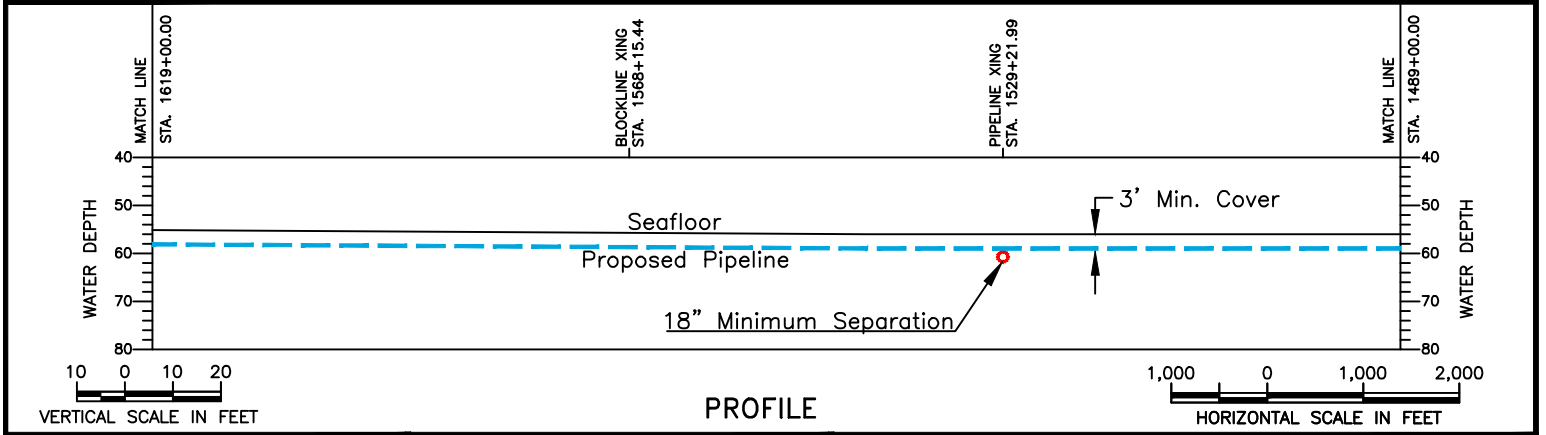 MATCH LINE
STA. 1619+00.00
BLOCKLINE XING
STA. 1568+15.44
PIPELINE XING
STA. 1529+21.99
MATCH LINE
STA. 1489+00.00
40
50
60
70
80
WATER DEPTH
40
50
60
70
80
WATER DEPTH
3' Min. Cover
Seafloor
Proposed Pipeline
18" Minimum Separation
10 0 10 20
VERTICAL SCALE IN FEET
PROFILE
1,000 0 1,000 2,000
HORIZONTAL SCALE IN FEET